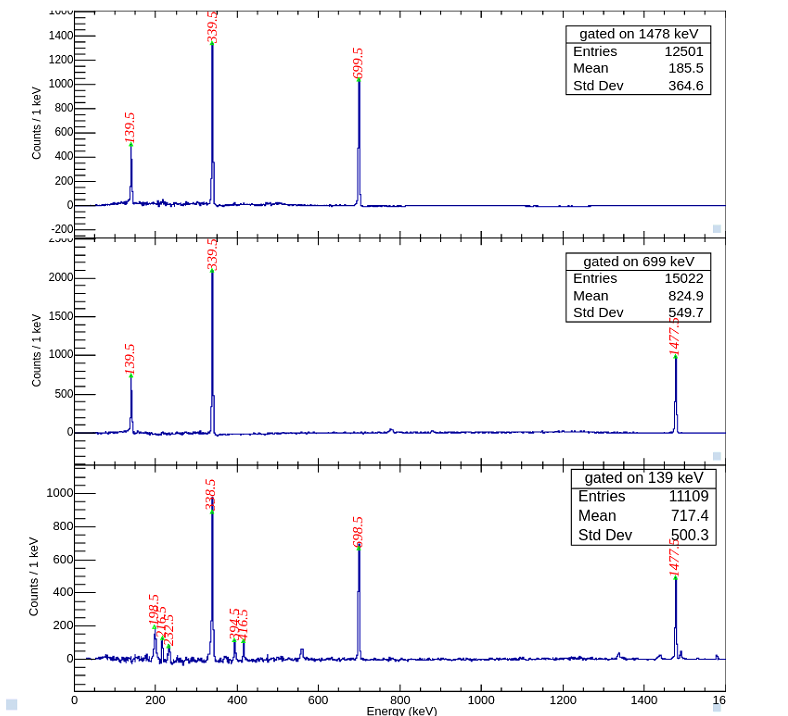 1600
1400
1200
1000
800
600
400
200
0
-200
Counts / 1 keV
139.5
339.5
699.5
gated on 1478 keV
Entries 12501
Mean 185.5
Std Dev 364.6
2500
2000
1500
1000
500
0
Counts / 1 keV
139.5
339.5
1477.5
gated on 699 keV
Entries 15022
Mean 824.9
Std Dev 549.7
1000
800
600
400
200
0
Counts / 1 keV
198.5
216.5
232.5
338.5
394.5
416.5
698.5
1477.5
gated on 139 keV
Entries 11109
Mean 717.4
Std Dev 500.3
0 200 400 600 800 1000 1200 1400 16
Energy (keV)